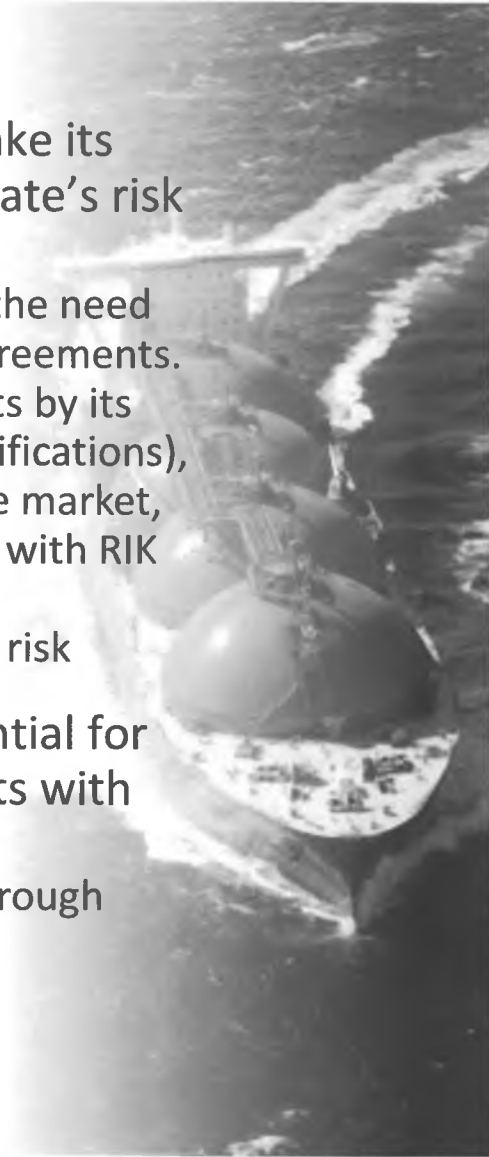 ake its
ate's risk
the need
reements.
ts by its
ifications),
e market,
with RIK
risk
ntial for
ts with
rough